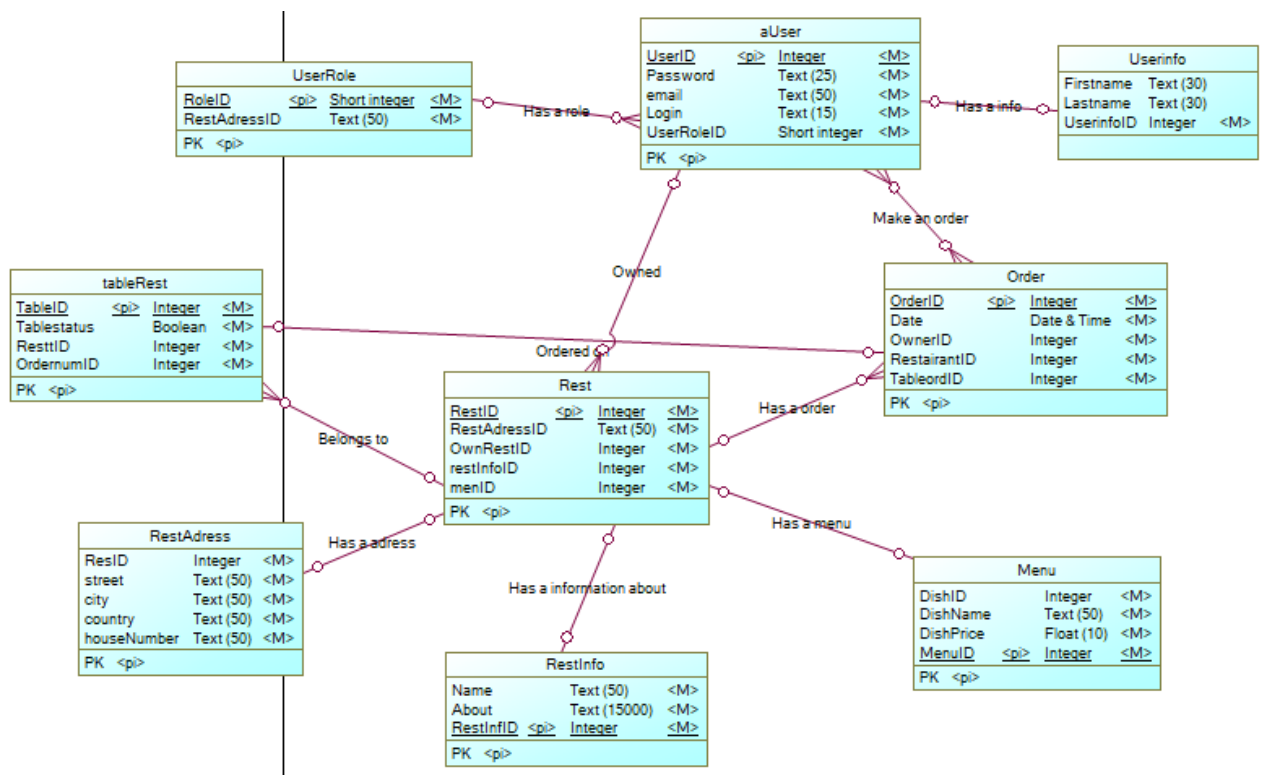 aUser
UserID <pi> Integer <M>
Password Text (25) <M>
email Text (50) <M>
Login Text (15) <M>
UserRoleID Short integer <M>
PK <pi>
UserRole
RoleID <pi> Short integer <M>
RestAdressID Text (50) <M>
PK <pi>
Userinfo
Firstname Text (30)
Lastname Text (30)
UserinfoID Integer <M>
Has a role
Has a info
Make an order
Owned
tableRest
TableID <pi> Integer <M>
Tablestatus Boolean <M>
ResttID Integer <M>
OrdernumID Integer <M>
PK <pi>
Order
OrderID <pi> Integer <M>
Date Date & Time <M>
OwnerID Integer <M>
RestairantID Integer <M>
TableordID Integer <M>
PK <pi>
Ordered on
Rest
RestID <pi> Integer <M>
RestAdressID Text (50) <M>
OwnRestID Integer <M>
restInfoID Integer <M>
menID Integer <M>
PK <pi>
Has a order
Belongs to
Has a menu
Has a adress
RestAdress
ResID Integer <M>
street Text (50) <M>
city Text (50) <M>
country Text (50) <M>
houseNumber Text (50) <M>
PK <pi>
Has a information about
Menu
DishID Integer <M>
DishName Text (50) <M>
DishPrice Float (10) <M>
MenuID <pi> Integer <M>
PK <pi>
RestInfo
Name Text (50) <M>
About Text (15000) <M>
RestInfID <pi> Integer <M>
PK <pi>